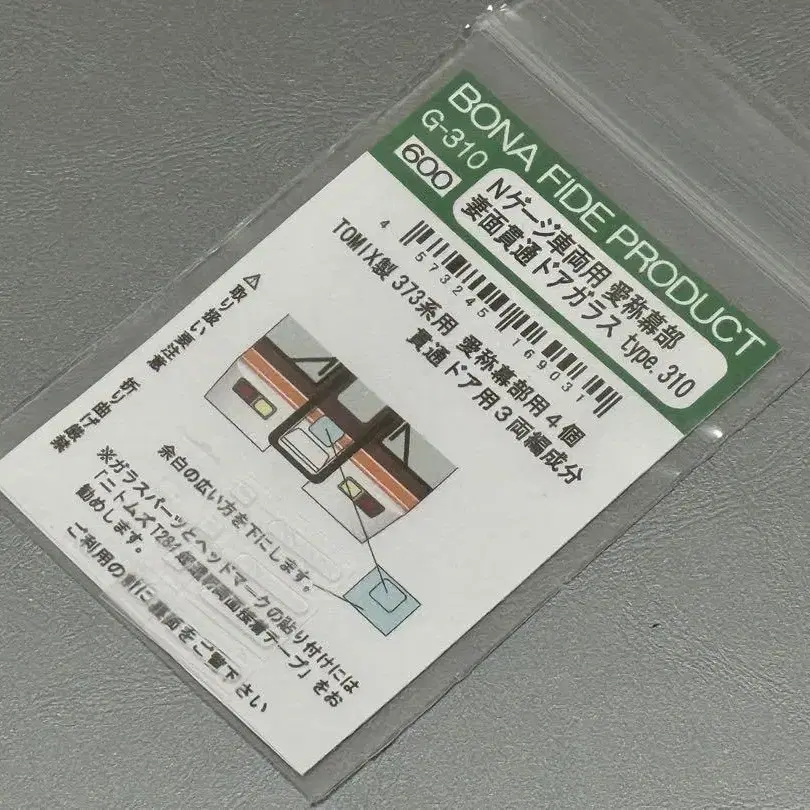 BONA FIDE PRODUCT
G-310
600
Nゲージ車両用 愛称幕部
妻面貫通ドアガラス type.310
4 573245 169031
TOMIX製 373系用 愛称幕部用4個
貫通ドア用3両編成分
⚠ 取り扱い要注意 折り曲げ厳禁
余白の広い方を下にします。
※ガラスパーツとヘッドマークの貼り付けには
「ニトムズT284 両面接着テープ」をお
勧めします。
ご利用の前に裏面をご覧下さい